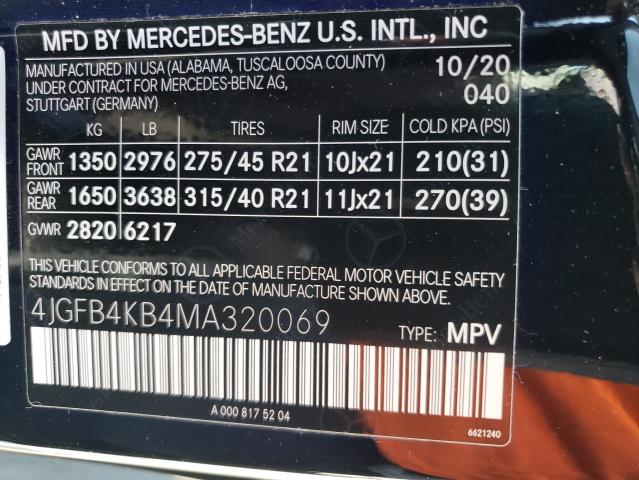 MFD BY MERCEDES-BENZ U.S. INTL., INC
MANUFACTURED IN USA (ALABAMA, TUSCALOOSA COUNTY) 10/20
UNDER CONTRACT FOR MERCEDES-BENZ AG,
STUTTGART (GERMANY) 040
KG LB TIRES RIM SIZE COLD KPA (PSI)
GAWR FRONT 1350 2976 275/45 R21 10Jx21 210(31)
GAWR REAR 1650 3638 315/40 R21 11Jx21 270(39)
GVWR 2820 6217
THIS VEHICLE CONFORMS TO ALL APPLICABLE FEDERAL MOTOR VEHICLE SAFETY
STANDARDS IN EFFECT ON THE DATE OF MANUFACTURE SHOWN ABOVE.
4JGFB4KB4MA320069 TYPE: MPV
A 000 817 52 04
6621240